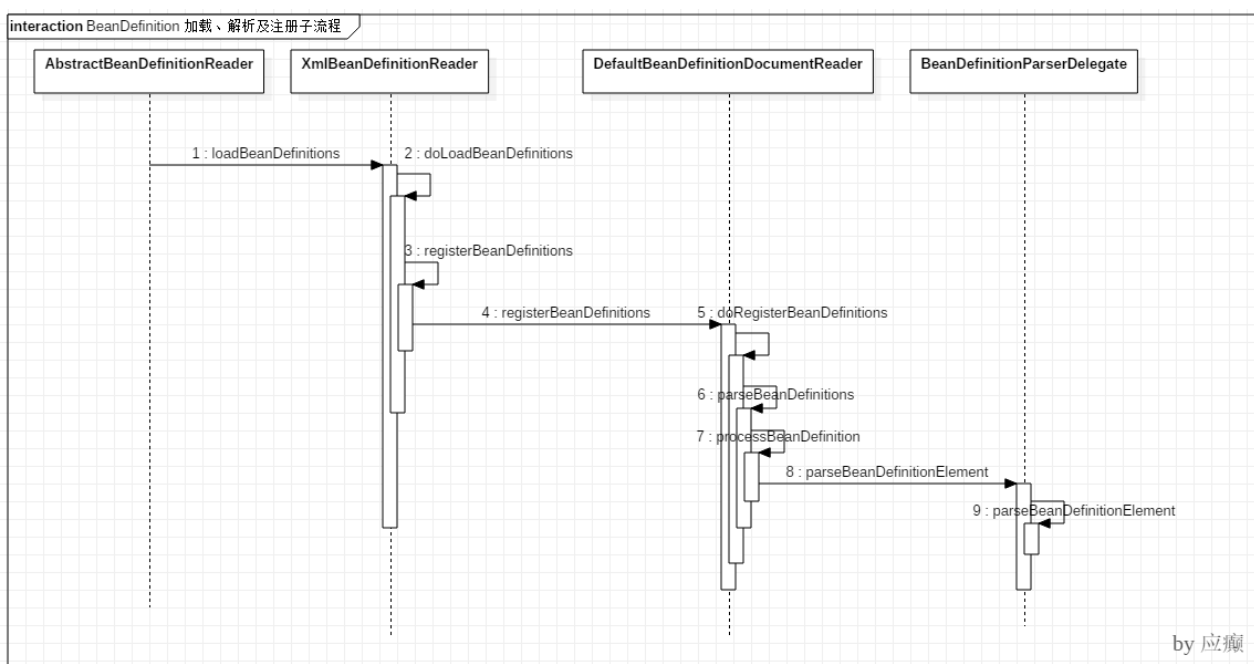 interaction BeanDefinition 加载、解析及注册子流程
AbstractBeanDefinitionReader
XmlBeanDefinitionReader
DefaultBeanDefinitionDocumentReader
BeanDefinitionParserDelegate
1 : loadBeanDefinitions
2 : doLoadBeanDefinitions
3 : registerBeanDefinitions
4 : registerBeanDefinitions
5 : doRegisterBeanDefinitions
6 : parseBeanDefinitions
7 : processBeanDefinition
8 : parseBeanDefinitionElement
9 : parseBeanDefinitionElement
by 应癫